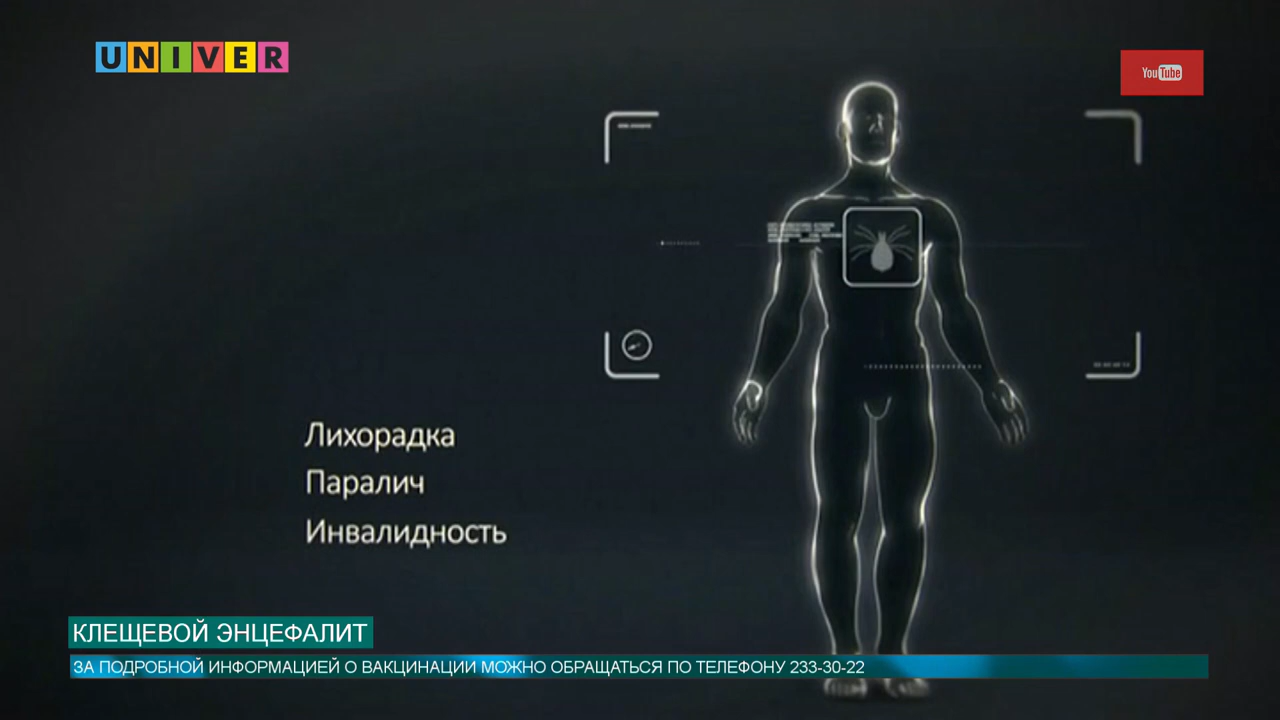 UNIVER
YouTube
Лихорадка
Паралич
Инвалидность
КЛЕЩЕВОЙ ЭНЦЕФАЛИТ
ЗА ПОДРОБНОЙ ИНФОРМАЦИЕЙ О ВАКЦИНАЦИИ МОЖНО ОБРАЩАТЬСЯ ПО ТЕЛЕФОНУ 233-30-22